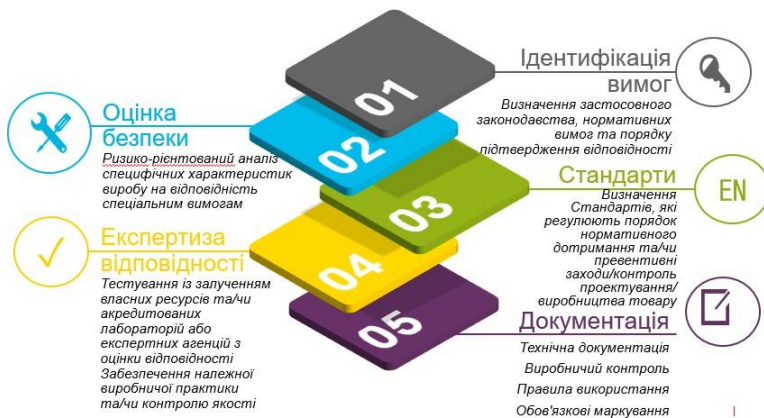 01
Ідентифікація
вимог
Визначення застосовного
законодавства, нормативних
вимог та порядку
підтвердження відповідності
02
Оцінка
безпеки
Ризико-рієнтований аналіз
специфічних характеристик
виробу на відповідність
спеціальним вимогам
03
Стандарти
Визначення
Стандартів, які
регулюють порядок
нормативного
дотримання та/чи
превентивні
заходи/контроль
проектування/
виробництва товару
EN
04
Експертиза
відповідності
Тестування із залученням
власних ресурсів та/чи
акредитованих
лабораторій або
експертних агенцій з
оцінки відповідності
Забезпечення належної
виробничої практики
та/чи контролю якості
05
Документація
Технічна документація
Виробничий контроль
Правила використання
Обов'язкові маркування